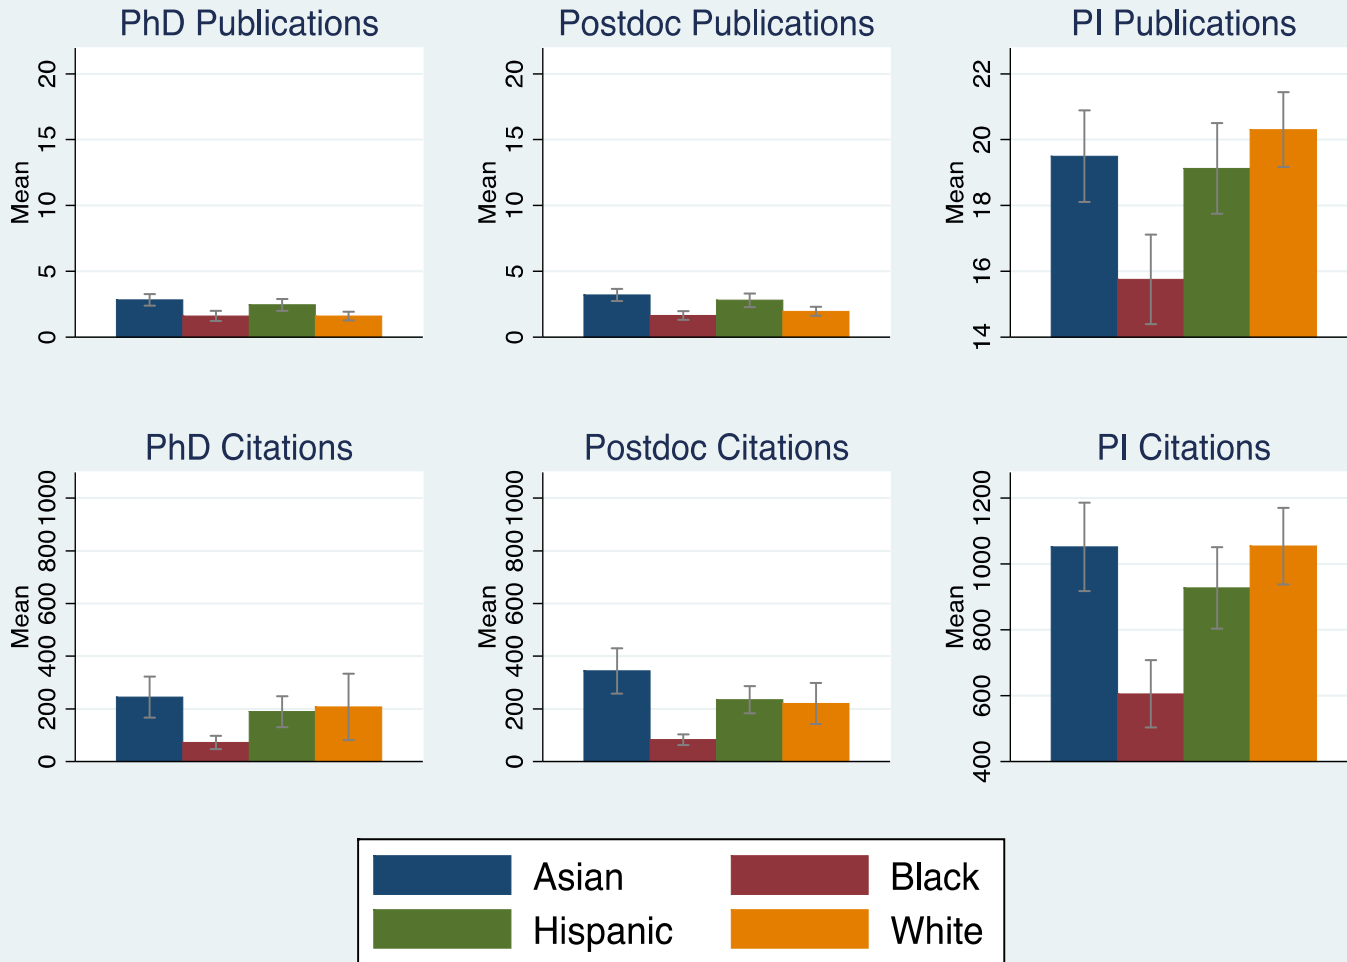 PhD Publications
Postdoc Publications
PI Publications
Mean
0
5
10
15
20
Mean
0
5
10
15
20
Mean
14
16
18
20
22
PhD Citations
Postdoc Citations
PI Citations
Mean
0
200
400
600
800
1000
Mean
0
200
400
600
800
1000
Mean
400
600
800
1000
1200
Asian
Black
Hispanic
White